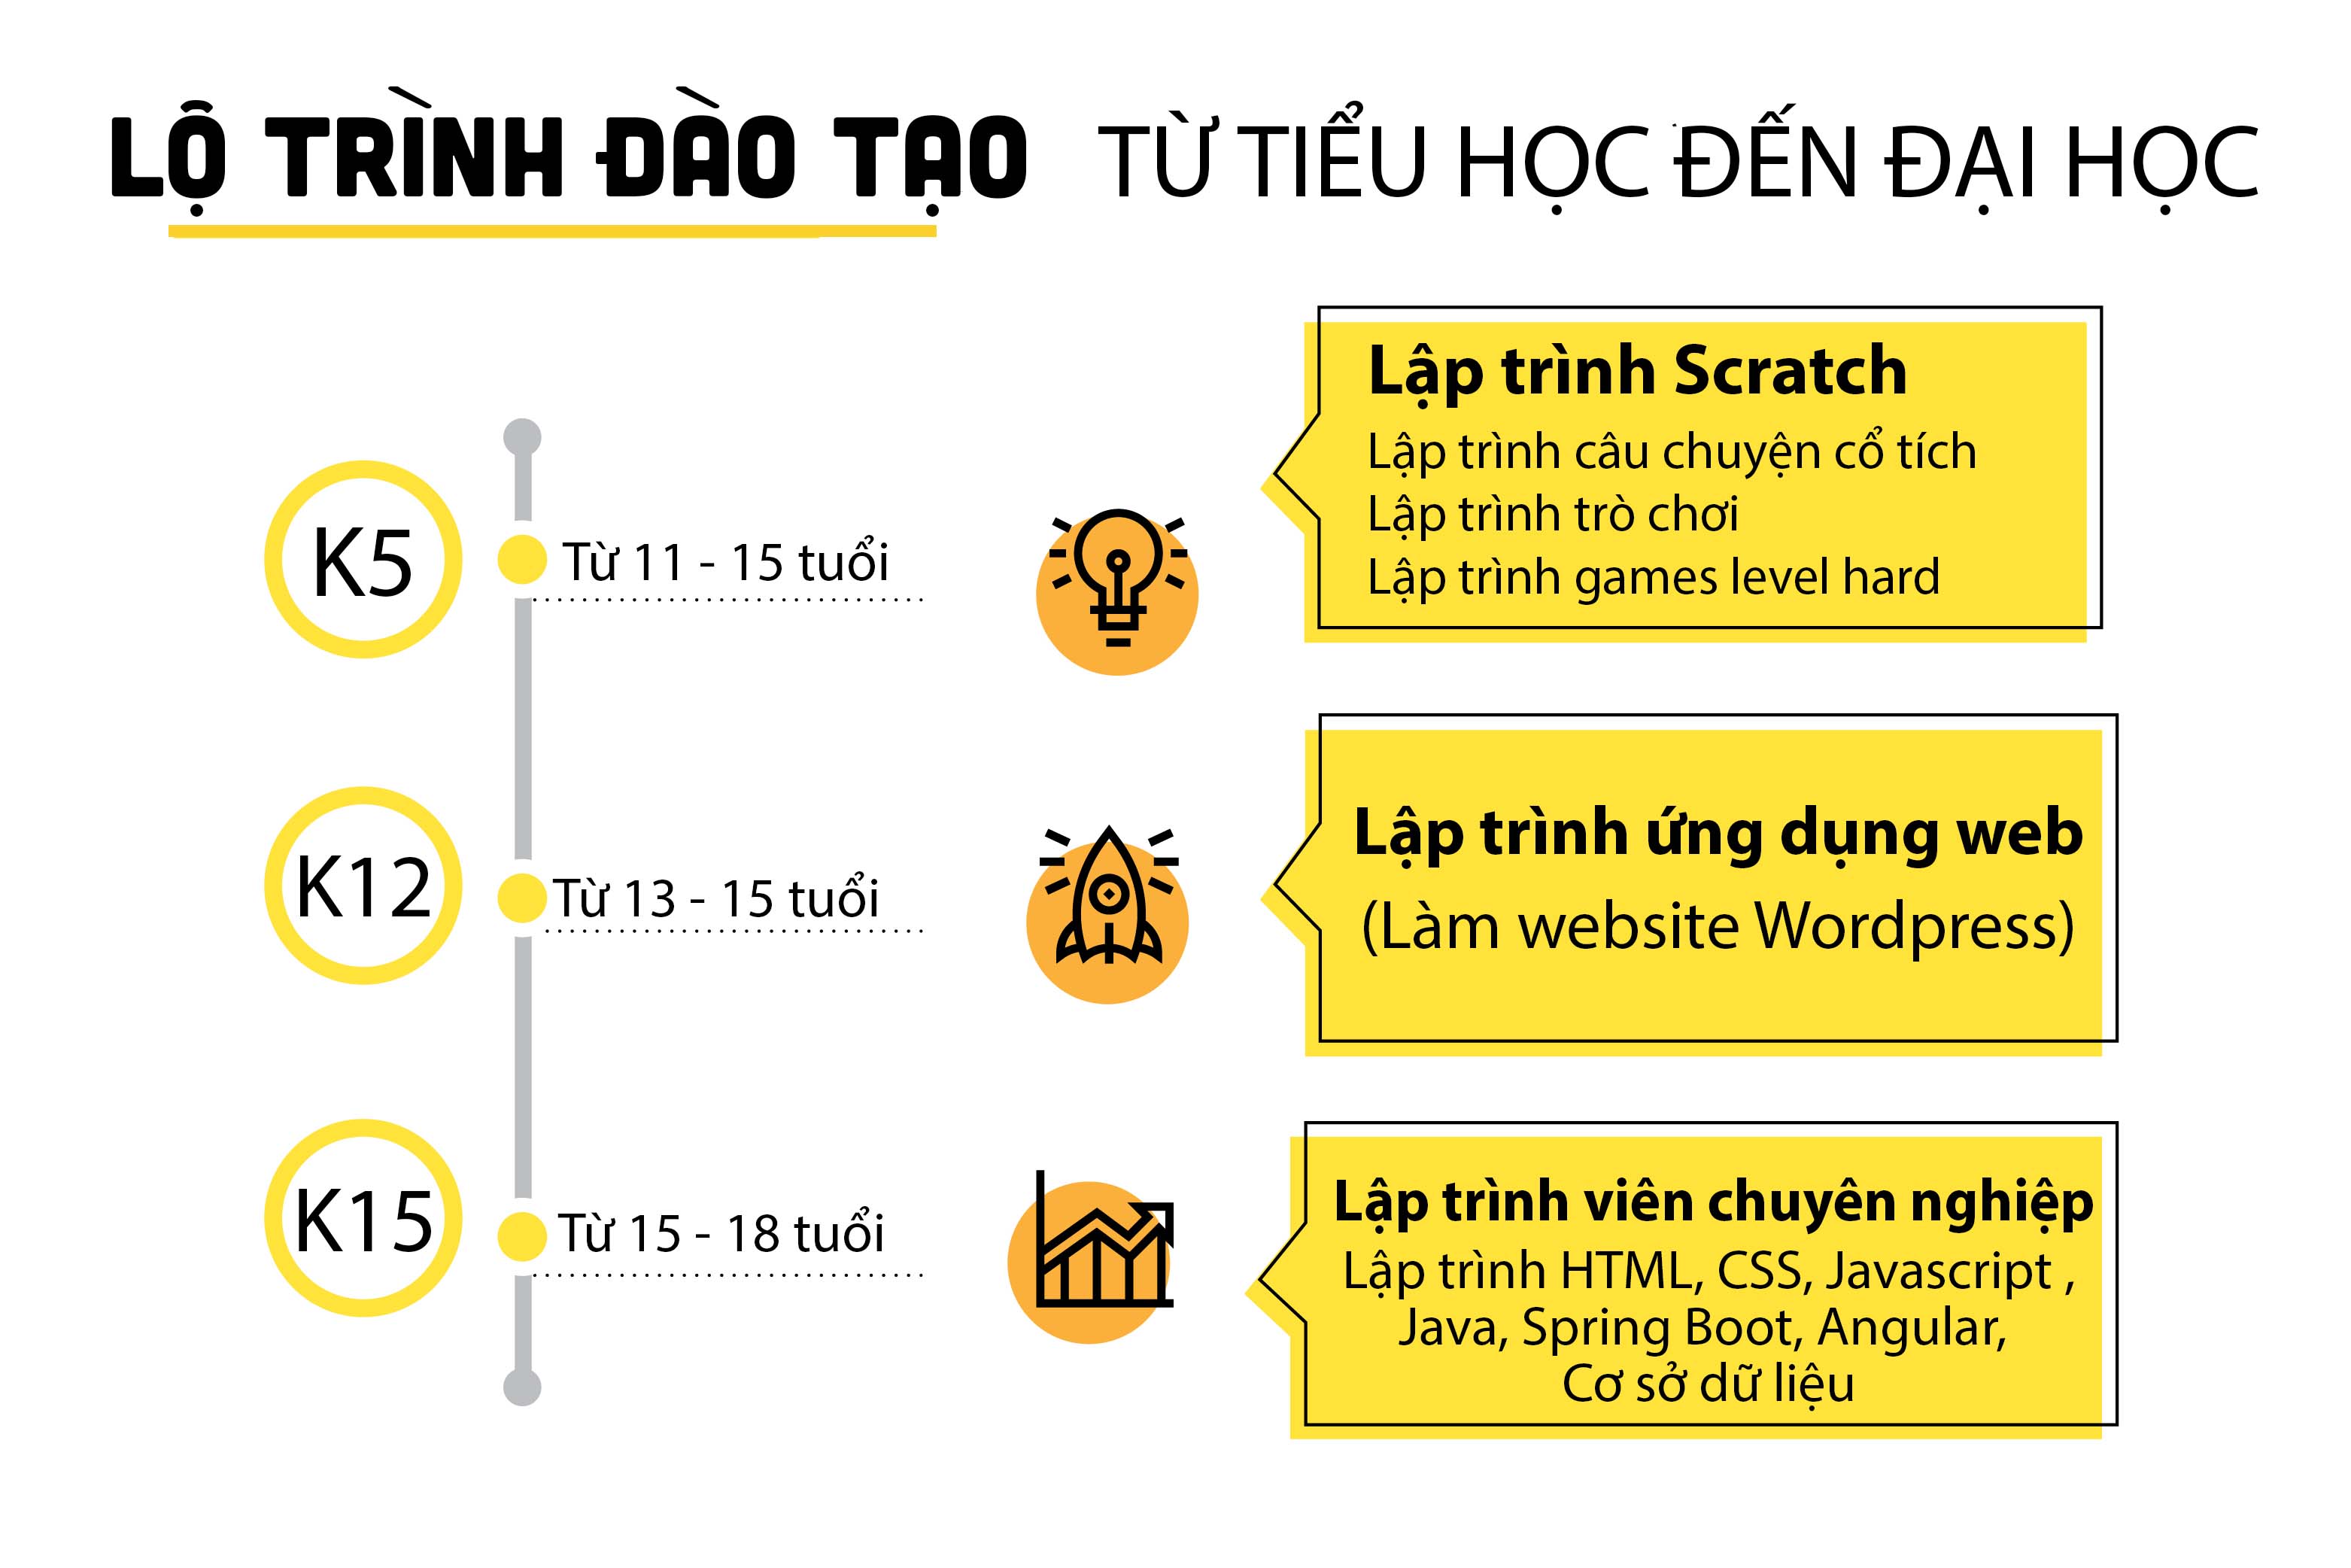 LỘ TRÌNH ĐÀO TẠO TỪ TIỂU HỌC ĐẾN ĐẠI HỌC
K5
Từ 11 - 15 tuổi
Lập trình Scratch
Lập trình câu chuyện cổ tích
Lập trình trò chơi
Lập trình games level hard
K12
Từ 13 - 15 tuổi
Lập trình ứng dụng web
(Làm website Wordpress)
K15
Từ 15 - 18 tuổi
Lập trình viên chuyên nghiệp
Lập trình HTML, CSS, Javascript ,
Java, Spring Boot, Angular,
Cơ sở dữ liệu